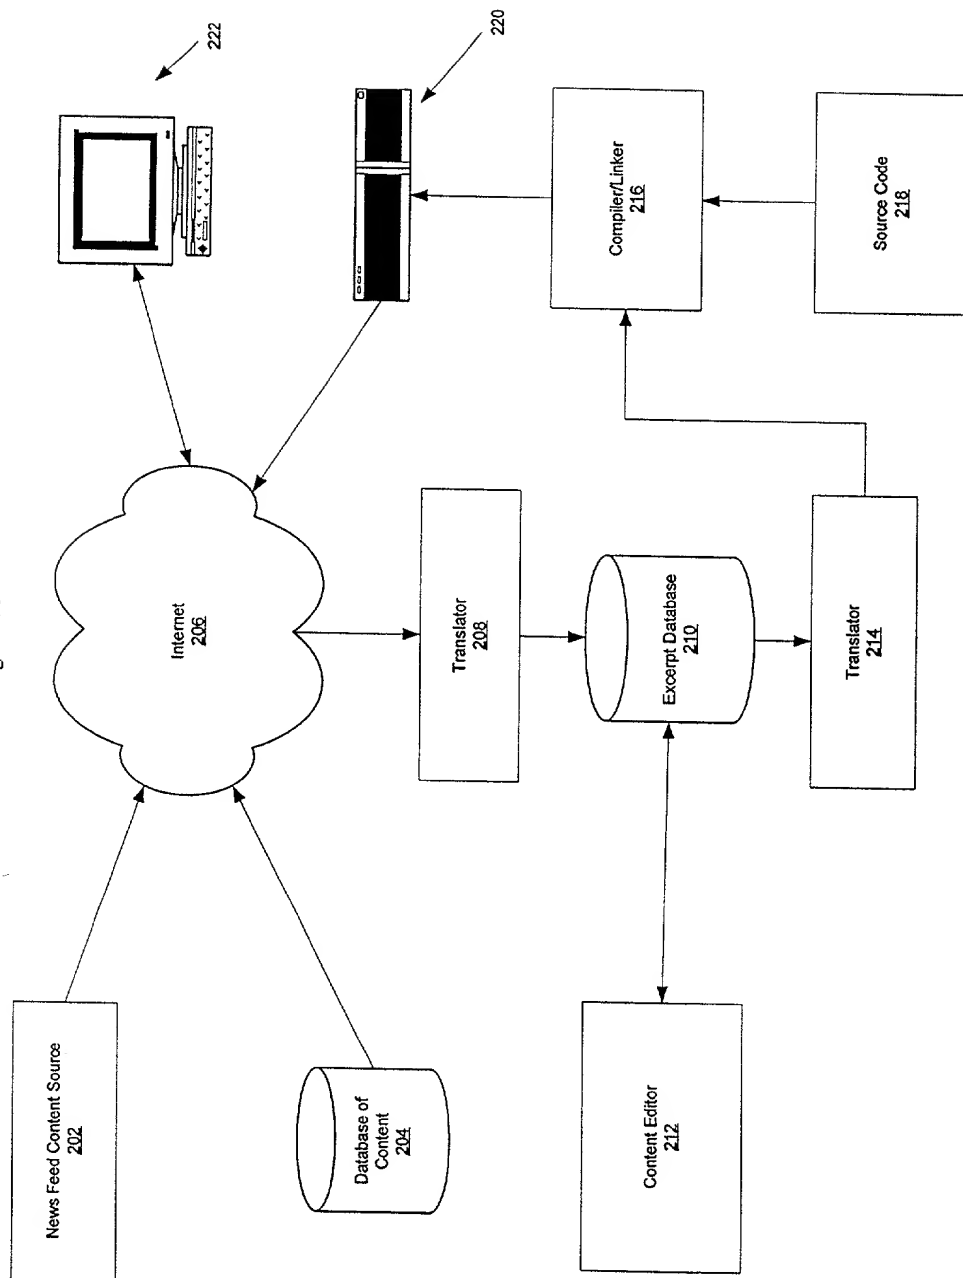 News Feed Content Source
202
Database of
Content
204
Internet
206
222
220
Translator
208
Excerpt Database
210
Content Editor
212
Translator
214
Compiler/Linker
216
Source Code
218